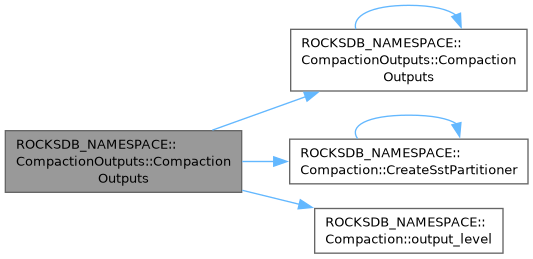 ROCKSDB_NAMESPACE::
CompactionOutputs::Compaction
Outputs
ROCKSDB_NAMESPACE::
CompactionOutputs::Compaction
Outputs
ROCKSDB_NAMESPACE::
Compaction::CreateSstPartitioner
ROCKSDB_NAMESPACE::
Compaction::output_level